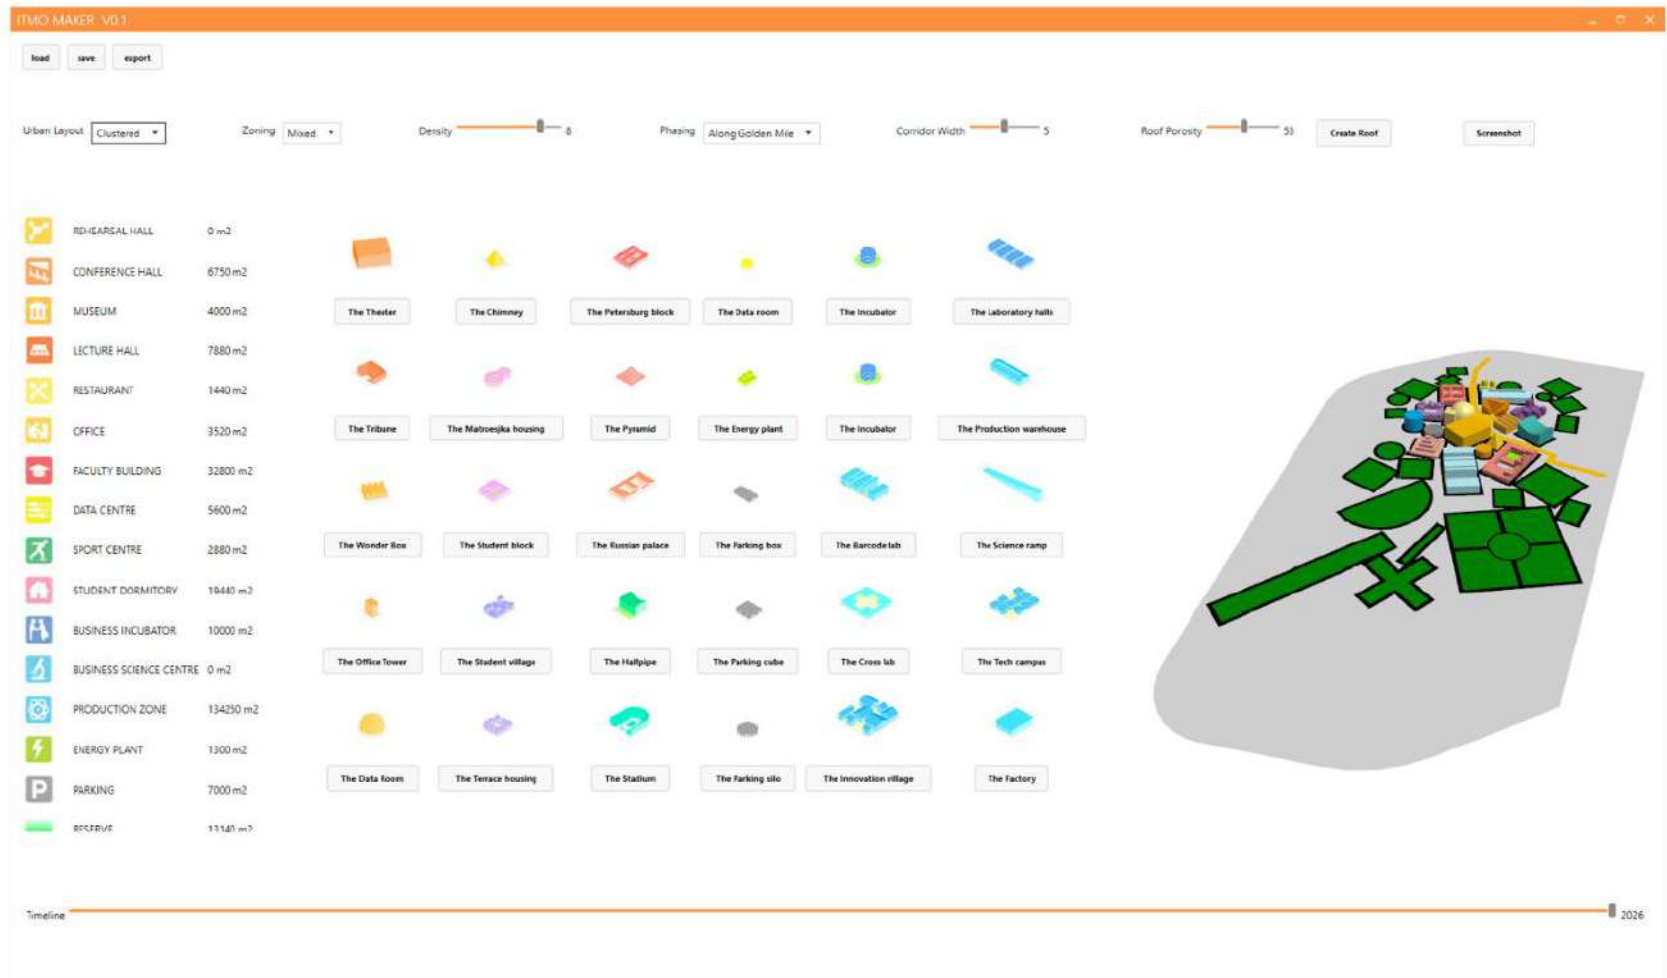 ITMO MAKER V0.1
load save export
Urban Layout Clustered Zoning Mixed Density 8 Phasing Along Golden Mile Corridor Width 5 Roof Porosity 53 Create Roof Screenshot
REHEARSAL HALL 0 m2
CONFERENCE HALL 6750 m2
MUSEUM 4000 m2
The Theater The Chimney The Petersburg block The Data room The Incubator The Laboratory halls
LECTURE HALL 7880 m2
RESTAURANT 1440 m2
OFFICE 3520 m2
The Tribune The Matroesjka housing The Pyramid The Energy plant The Incubator The Production warehouse
FACULTY BUILDING 32800 m2
DATA CENTRE 5600 m2
SPORT CENTRE 2880 m2
The Wonder Box The Student block The Russian palace The Parking box The Barcode lab The Science ramp
STUDENT DORMITORY 19440 m2
BUSINESS INCUBATOR 10000 m2
BUSINESS SCIENCE CENTRE 0 m2
The Office Tower The Student village The Halfpipe The Parking cube The Cross lab The Tech campus
PRODUCTION ZONE 134250 m2
ENERGY PLANT 1300 m2
The Data Room The Terrace housing The Stadium The Parking silo The Innovation village The Factory
P PARKING 7000 m2
RESERVE 13140 m2
Timeline 2026